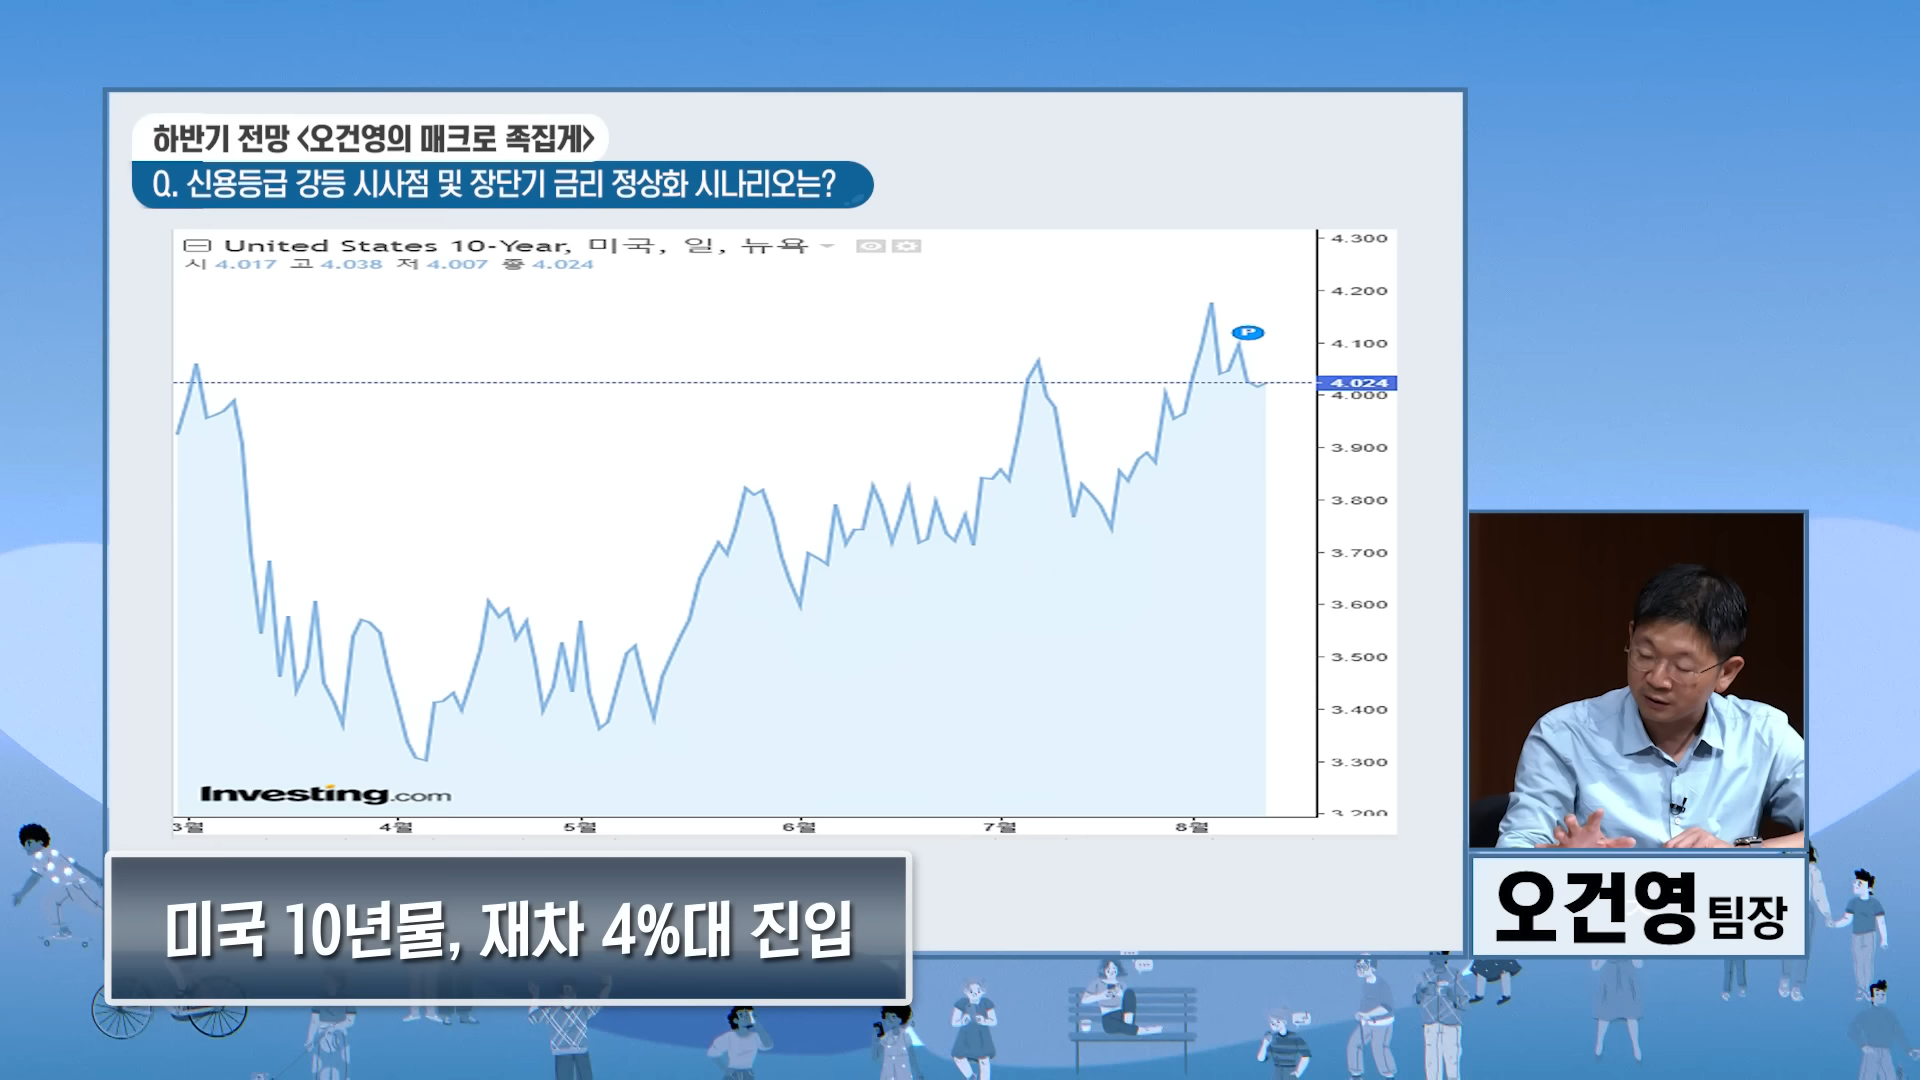 하반기 전망 <오건영의 매크로 족집게>
Q. 신용등급 강등 시사점 및 장단기 금리 정상화 시나리오는?
United States 10-Year, 미국, 일, 뉴욕
시 4.017 고 4.038 저 4.007 종 4.024
P
4.300
4.200
4.100
4.024
4.000
3.900
3.800
3.700
3.600
3.500
3.400
3.300
3.200
Investing.com
3월 4월 5월 6월 7월 8월
미국 10년물, 재차 4%대 진입
오건영 팀장